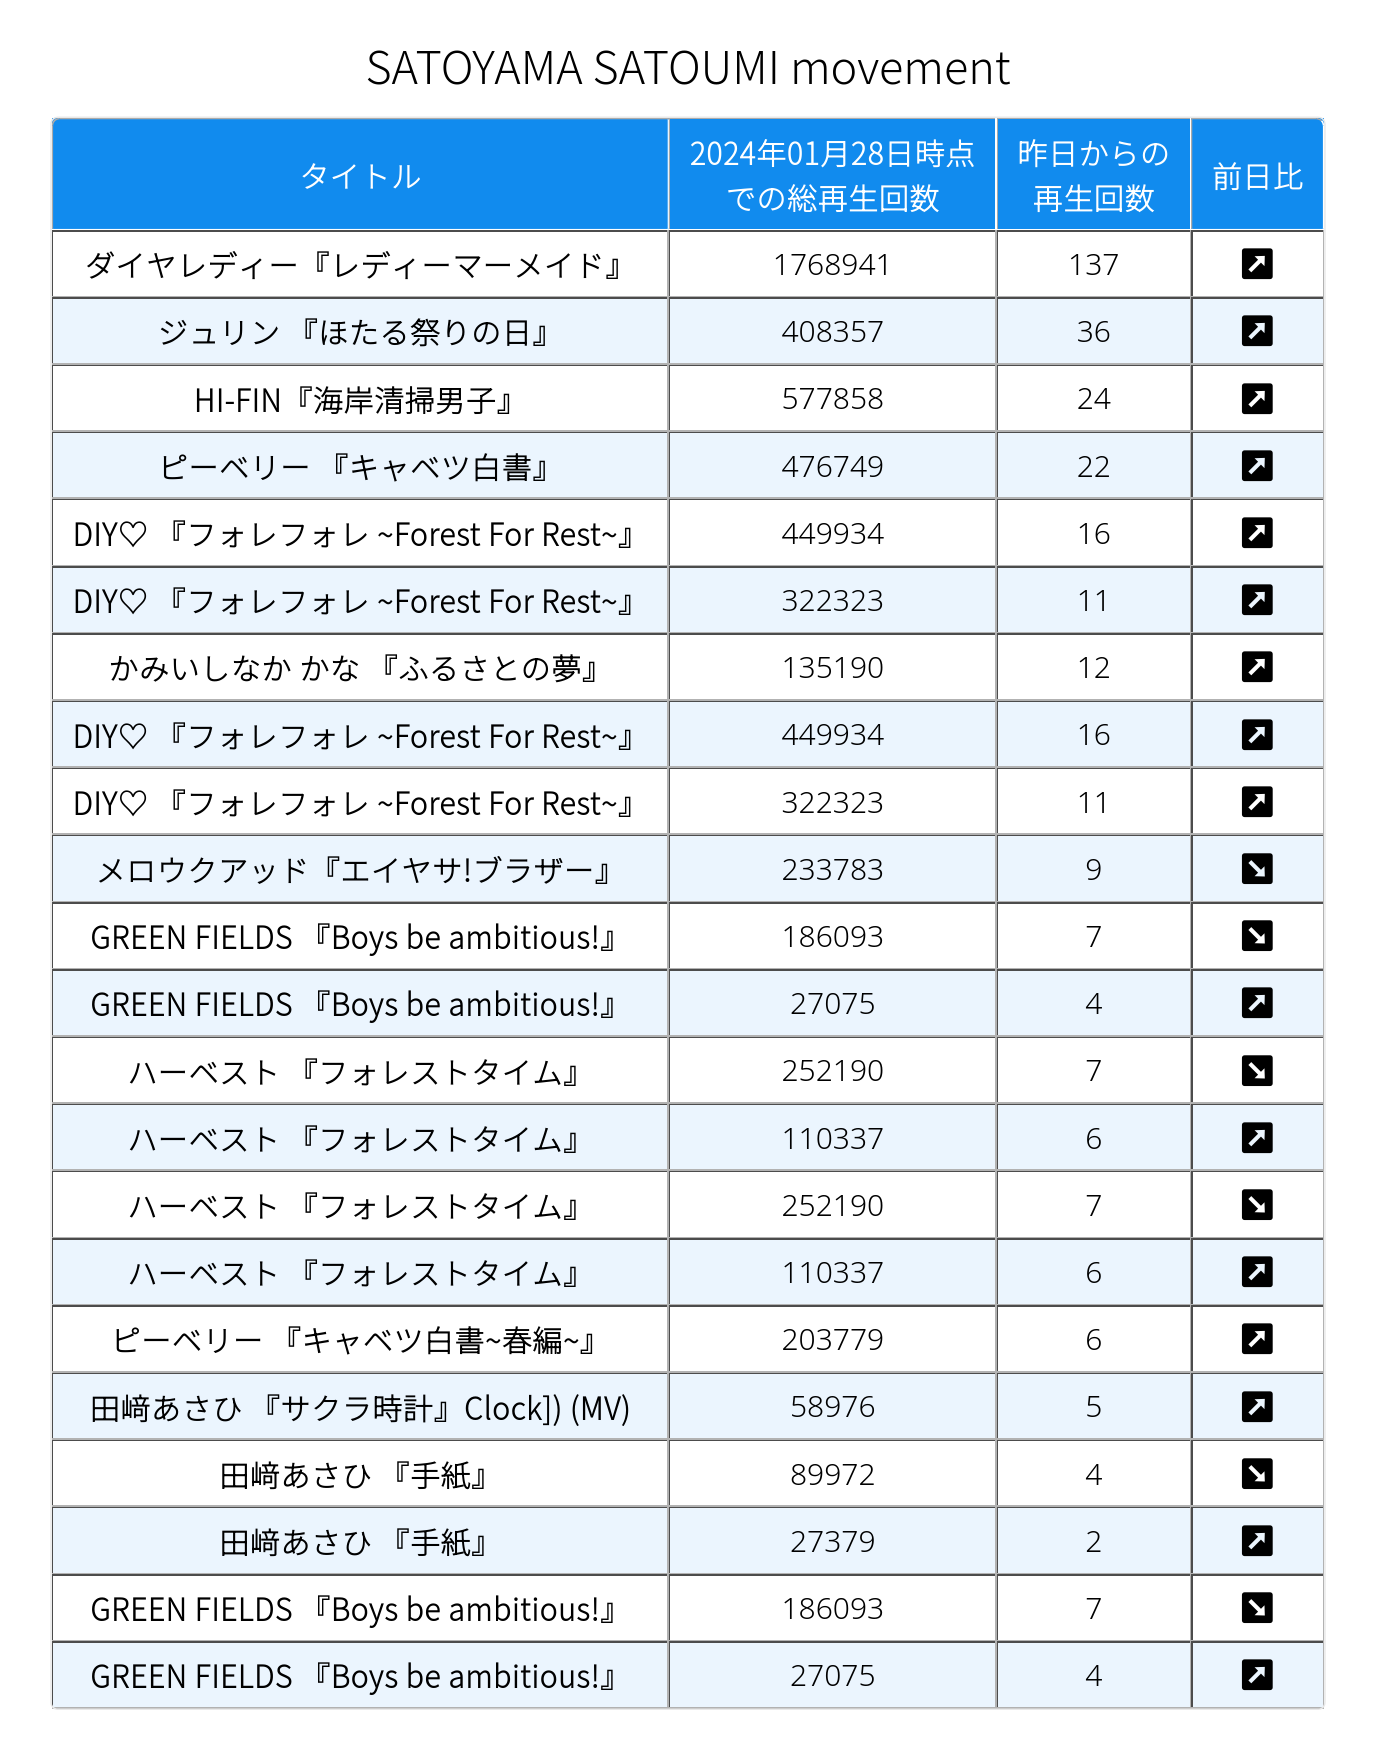 SATOYAMA SATOUMI movement
タイトル 2024年01月28日時点での総再生回数 昨日からの再生回数 前日比
ダイヤレディー『レディーマーメイド』 1768941 137
ジュリン 『ほたる祭りの日』 408357 36
HI-FIN『海岸清掃男子』 577858 24
ピーベリー 『キャベツ白書』 476749 22
DIY♡ 『フォレフォレ ~Forest For Rest~』 449934 16
DIY♡ 『フォレフォレ ~Forest For Rest~』 322323 11
かみいしなか かな 『ふるさとの夢』 135190 12
DIY♡ 『フォレフォレ ~Forest For Rest~』 449934 16
DIY♡ 『フォレフォレ ~Forest For Rest~』 322323 11
メロウクアッド『エイヤサ!ブラザー』 233783 9
GREEN FIELDS 『Boys be ambitious!』 186093 7
GREEN FIELDS 『Boys be ambitious!』 27075 4
ハーベスト 『フォレストタイム』 252190 7
ハーベスト 『フォレストタイム』 110337 6
ハーベスト 『フォレストタイム』 252190 7
ハーベスト 『フォレストタイム』 110337 6
ピーベリー 『キャベツ白書~春編~』 203779 6
田﨑あさひ 『サクラ時計』Clock]) (MV) 58976 5
田﨑あさひ 『手紙』 89972 4
田﨑あさひ 『手紙』 27379 2
GREEN FIELDS 『Boys be ambitious!』 186093 7
GREEN FIELDS 『Boys be ambitious!』 27075 4